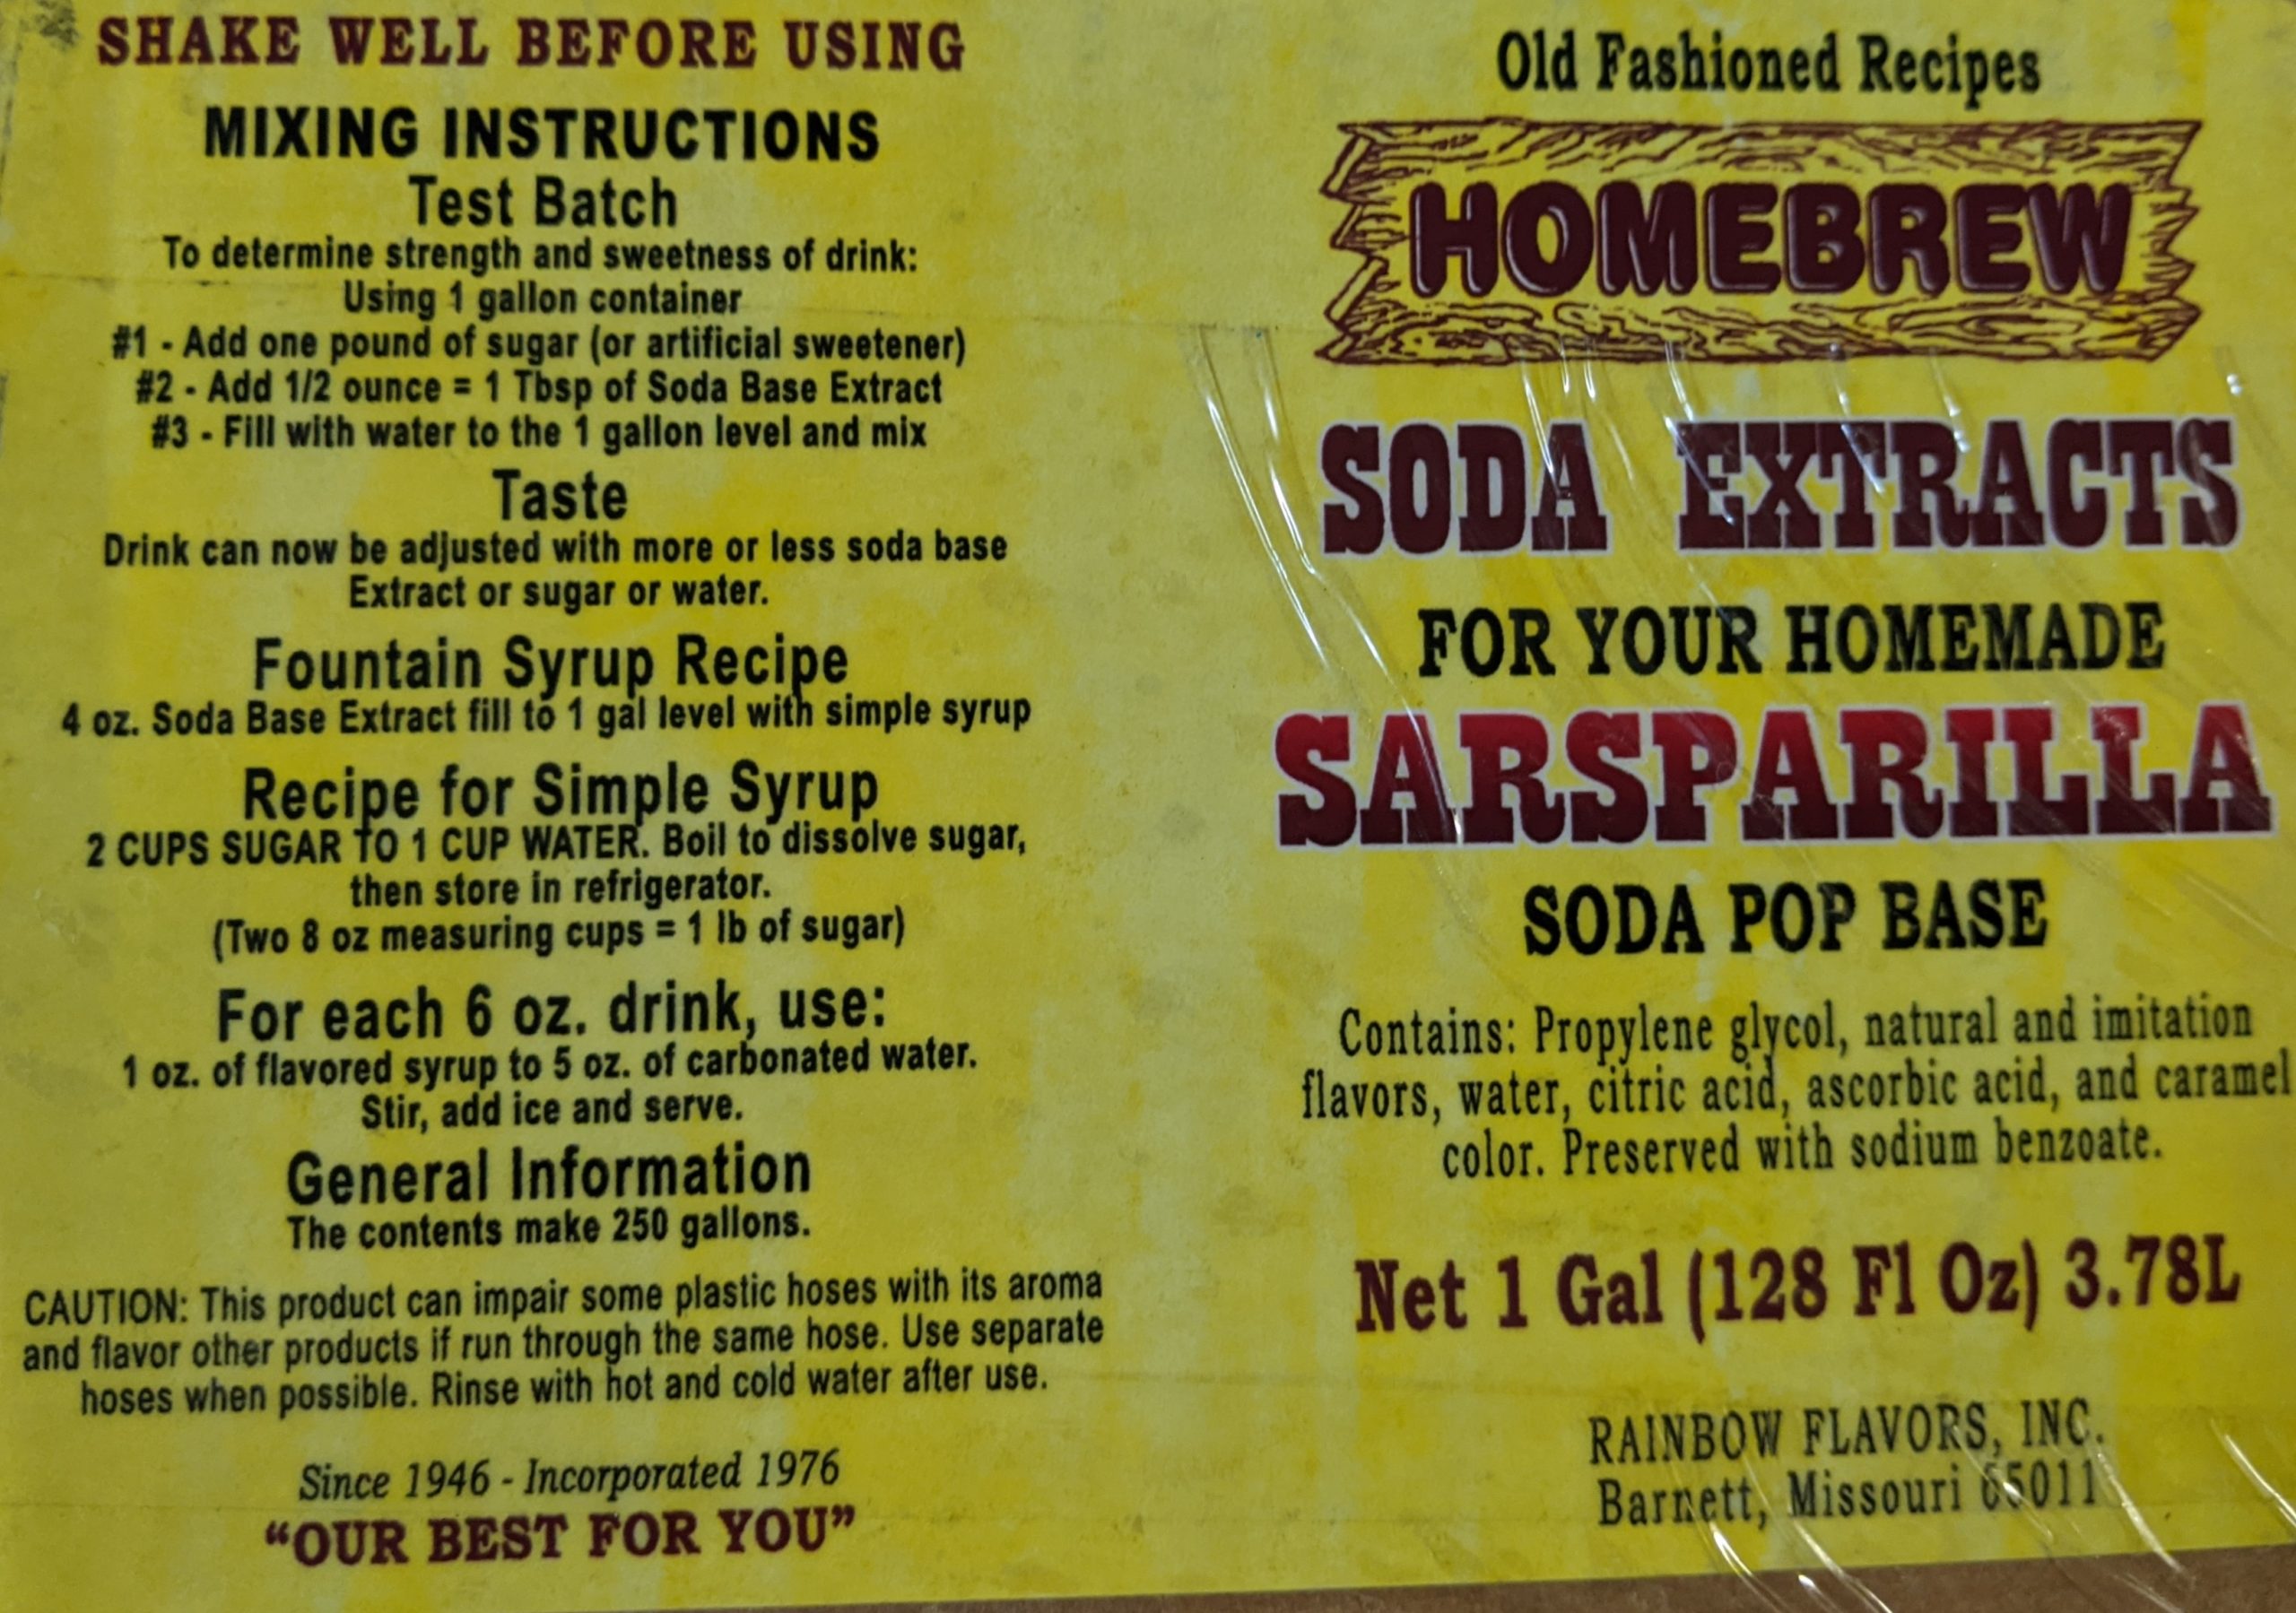 SHAKE WELL BEFORE USING
MIXING INSTRUCTIONS
Test Batch
To determine strength and sweetness of drink:
Using 1 gallon container
#1 - Add one pound of sugar (or artificial sweetener)
#2 - Add 1/2 ounce = 1 Tbsp of Soda Base Extract
#3 - Fill with water to the 1 gallon level and mix
Taste
Drink can now be adjusted with more or less soda base
Extract or sugar or water.
Fountain Syrup Recipe
4 oz. Soda Base Extract fill to 1 gal level with simple syrup
Recipe for Simple Syrup
2 CUPS SUGAR TO 1 CUP WATER. Boil to dissolve sugar,
then store in refrigerator.
(Two 8 oz measuring cups = 1 lb of sugar)
For each 6 oz. drink, use:
1 oz. of flavored syrup to 5 oz. of carbonated water.
Stir, add ice and serve.
General Information
The contents make 250 gallons.
CAUTION: This product can impair some plastic hoses with its aroma
and flavor other products if run through the same hose. Use separate
hoses when possible. Rinse with hot and cold water after use.
Since 1946 - Incorporated 1976
“OUR BEST FOR YOU”
Old Fashioned Recipes
HOMEBREW
SODA EXTRACTS
FOR YOUR HOMEMADE
SARSPARILLA
SODA POP BASE
Contains: Propylene glycol, natural and imitation
flavors, water, citric acid, ascorbic acid, and caramel
color. Preserved with sodium benzoate.
Net 1 Gal (128 Fl Oz) 3.78L
RAINBOW FLAVORS, INC.
Barnett, Missouri 65011